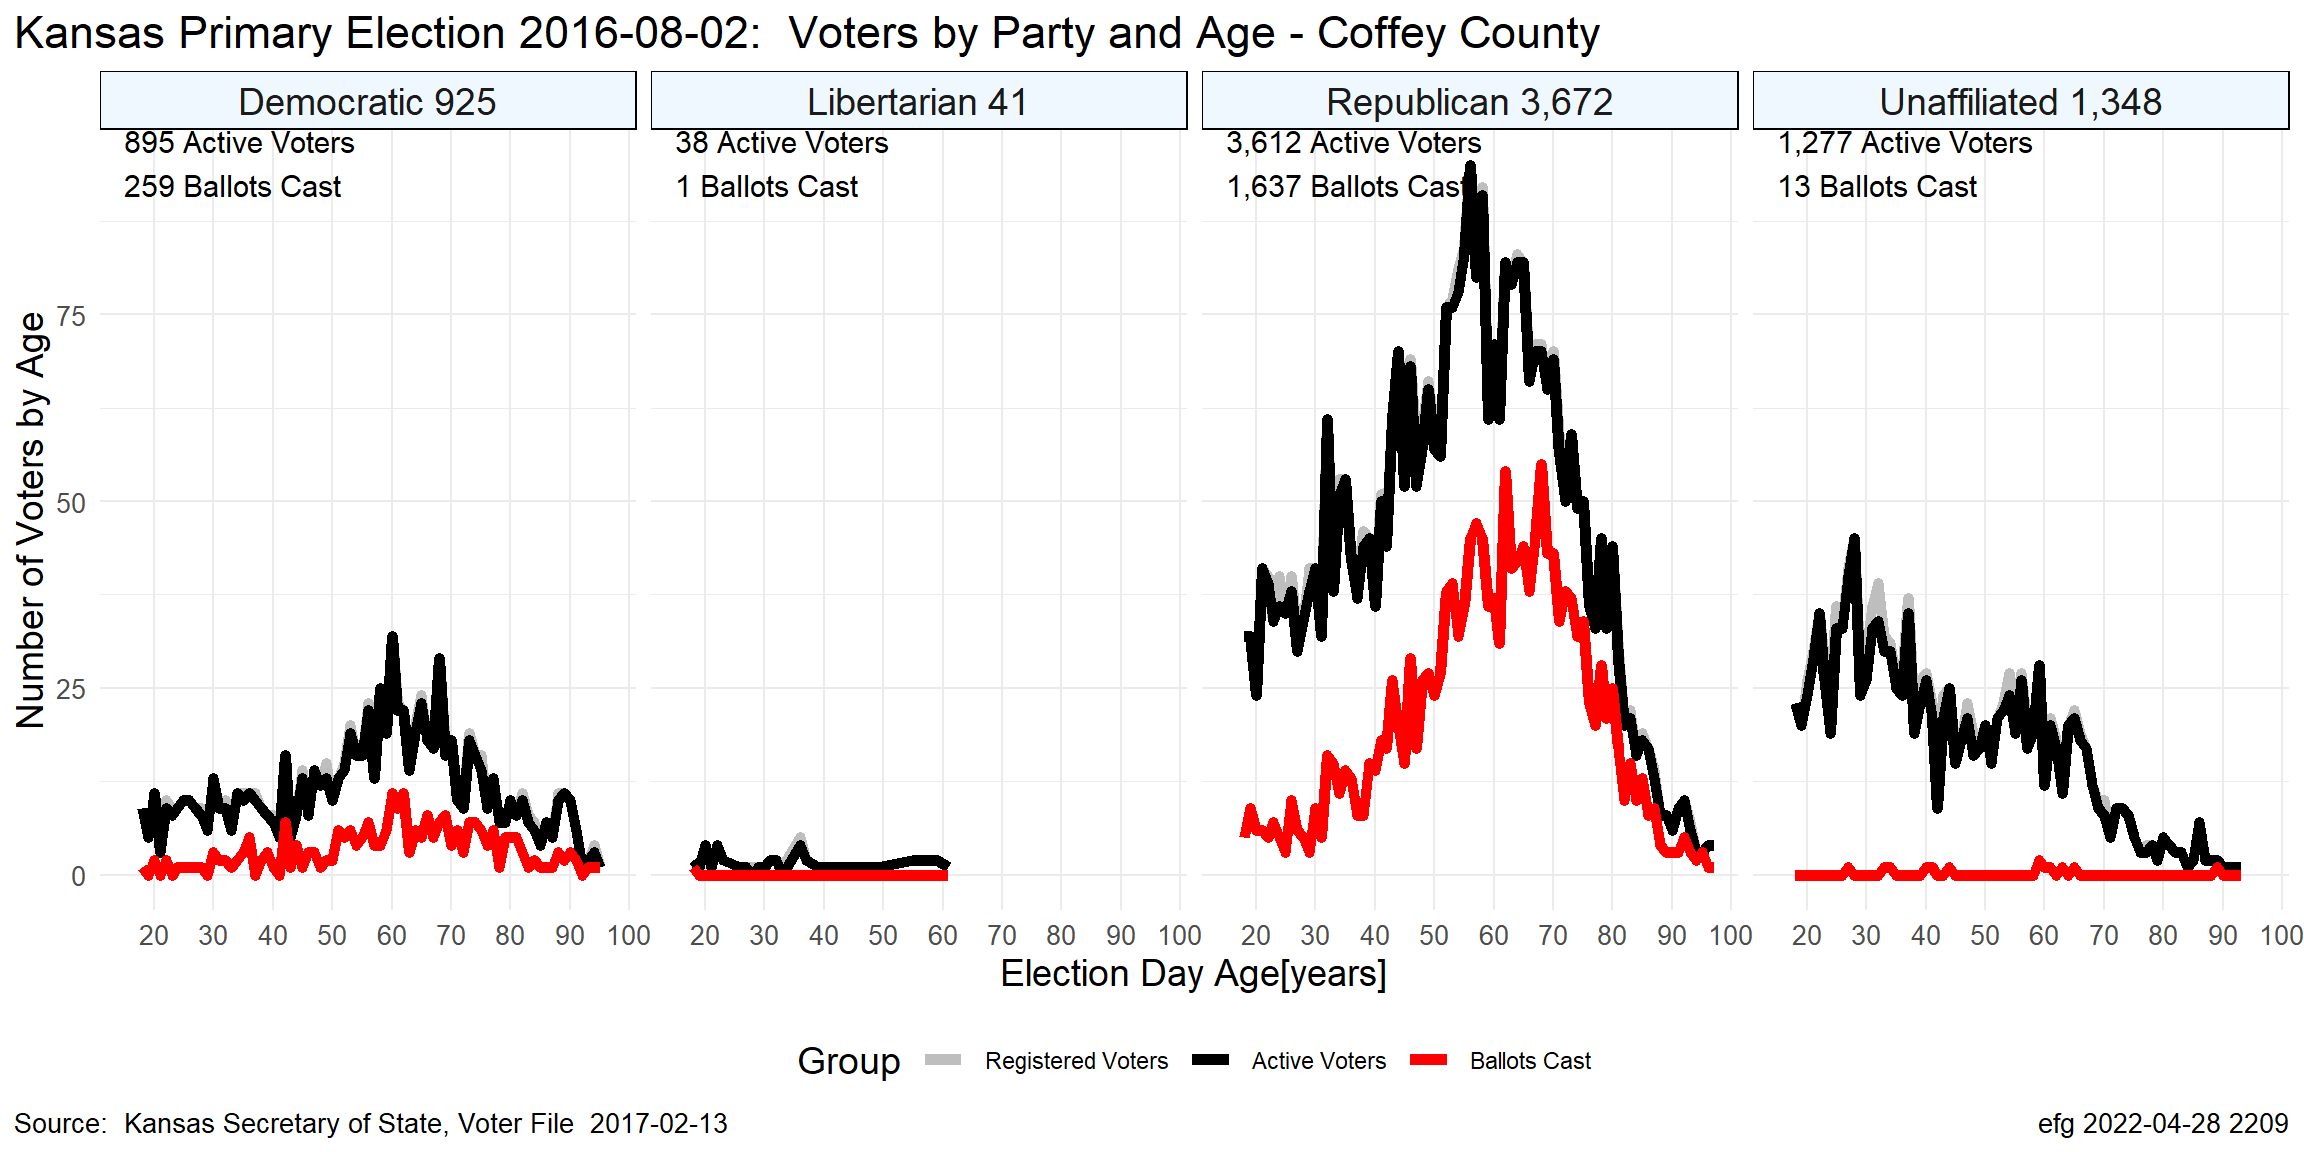 Kansas Primary Election 2016-08-02:  Voters by Party and Age - Coffey County
Democratic 925
Libertarian 41
Republican 3,672
Unaffiliated 1,348
895 Active Voters
259 Ballots Cast
38 Active Voters
1 Ballots Cast
3,612 Active Voters
1,637 Ballots Cast
1,277 Active Voters
13 Ballots Cast
Number of Voters by Age
75
50
25
0
20 30 40 50 60 70 80 90 100
20 30 40 50 60 70 80 90 100
20 30 40 50 60 70 80 90 100
20 30 40 50 60 70 80 90 100
Election Day Age[years]
Group Registered Voters Active Voters Ballots Cast
Source:  Kansas Secretary of State, Voter File  2017-02-13
efg 2022-04-28 2209